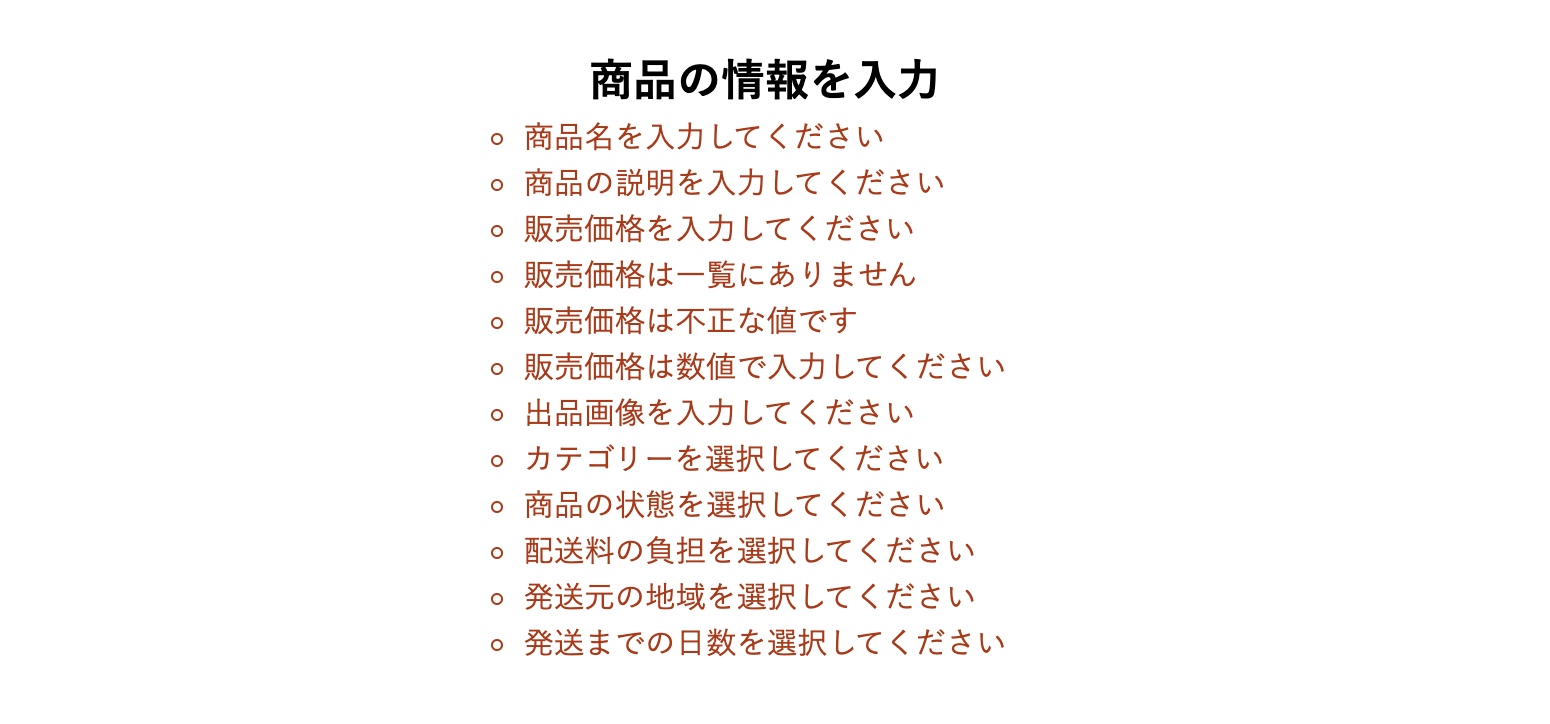 商品の情報を入力
商品名を入力してください
商品の説明を入力してください
販売価格を入力してください
販売価格は一覧にありません
販売価格は不正な値です
販売価格は数値で入力してください
出品画像を入力してください
カテゴリーを選択してください
商品の状態を選択してください
配送料の負担を選択してください
発送元の地域を選択してください
発送までの日数を選択してください